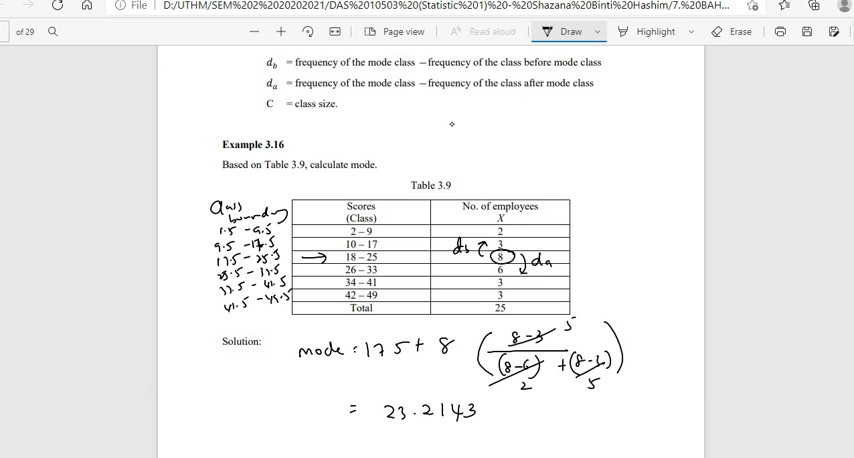 File | D:/UTHM/SEM%202%2020202021/DAS%2010503%20(Statistic%201)%20-%20Shazana%20Binti%20Hashim/7.%20BAH...
of 29
Page view
Read aloud
Draw
Highlight
Erase
d_b = frequency of the mode class – frequency of the class before mode class
d_a = frequency of the mode class – frequency of the class after mode class
C = class size.
Example 3.16
Based on Table 3.9, calculate mode.
Table 3.9
Class
boundary
1.5 - 9.5
9.5 - 17.5
17.5 - 25.5
25.5 - 33.5
33.5 - 41.5
41.5 - 49.5
Scores No. of employees
(Class) X
2 – 9 2
10 – 17 3
18 – 25 8
26 – 33 6
34 – 41 3
42 – 49 3
Total 25
db
da
Solution:
mode = 17.5 + 8 ( 8-3 5
(8-6) + (8-3) )
2 5
= 23.2143